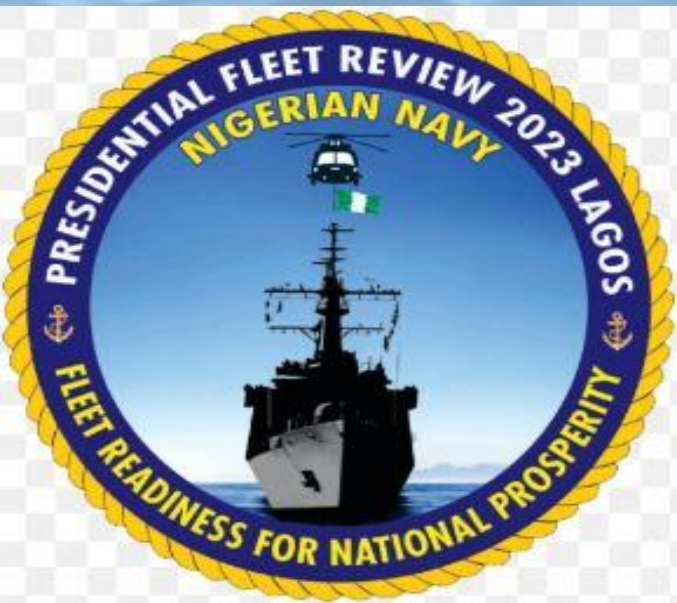 PRESIDENTIAL FLEET REVIEW 2023 LAGOS
NIGERIAN NAVY
FLEET READINESS FOR NATIONAL PROSPERITY